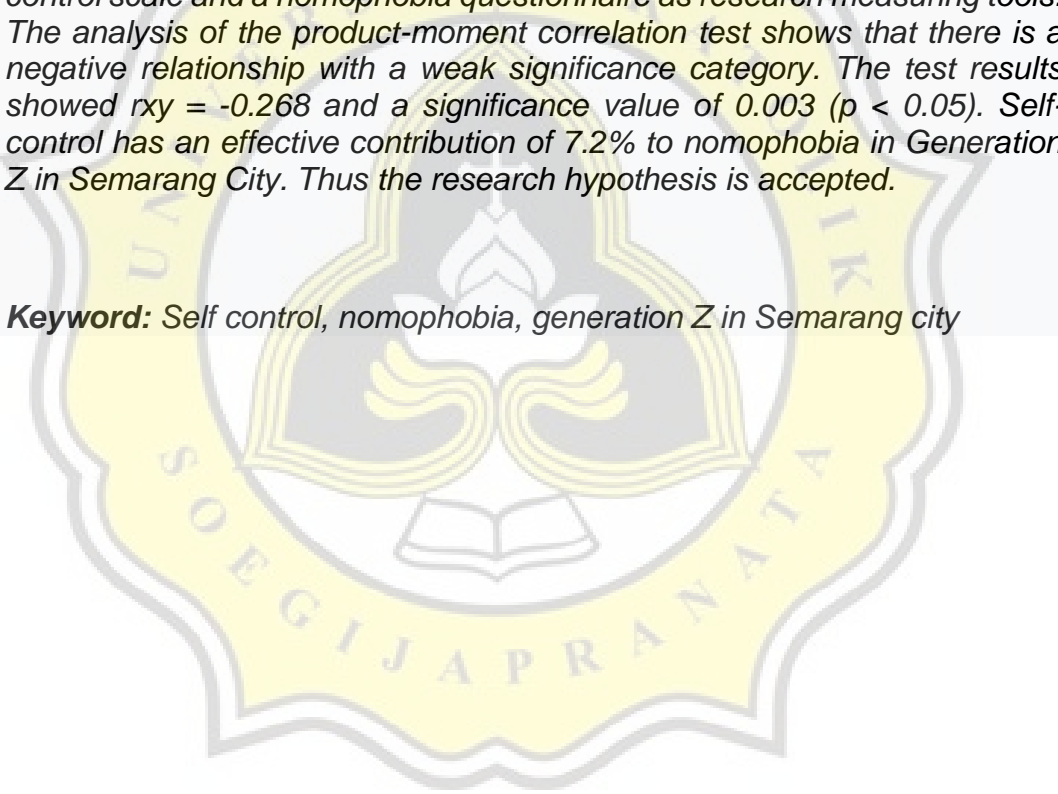 control scale and a nomophobia questionnaire as research measuring tools.
The analysis of the product-moment correlation test shows that there is a
negative relationship with a weak significance category. The test results
showed rxy = -0.268 and a significance value of 0.003 (p < 0.05). Self-
control has an effective contribution of 7.2% to nomophobia in Generation
Z in Semarang City. Thus the research hypothesis is accepted.
Keyword: Self control, nomophobia, generation Z in Semarang city
SOEGIJAPRANATA